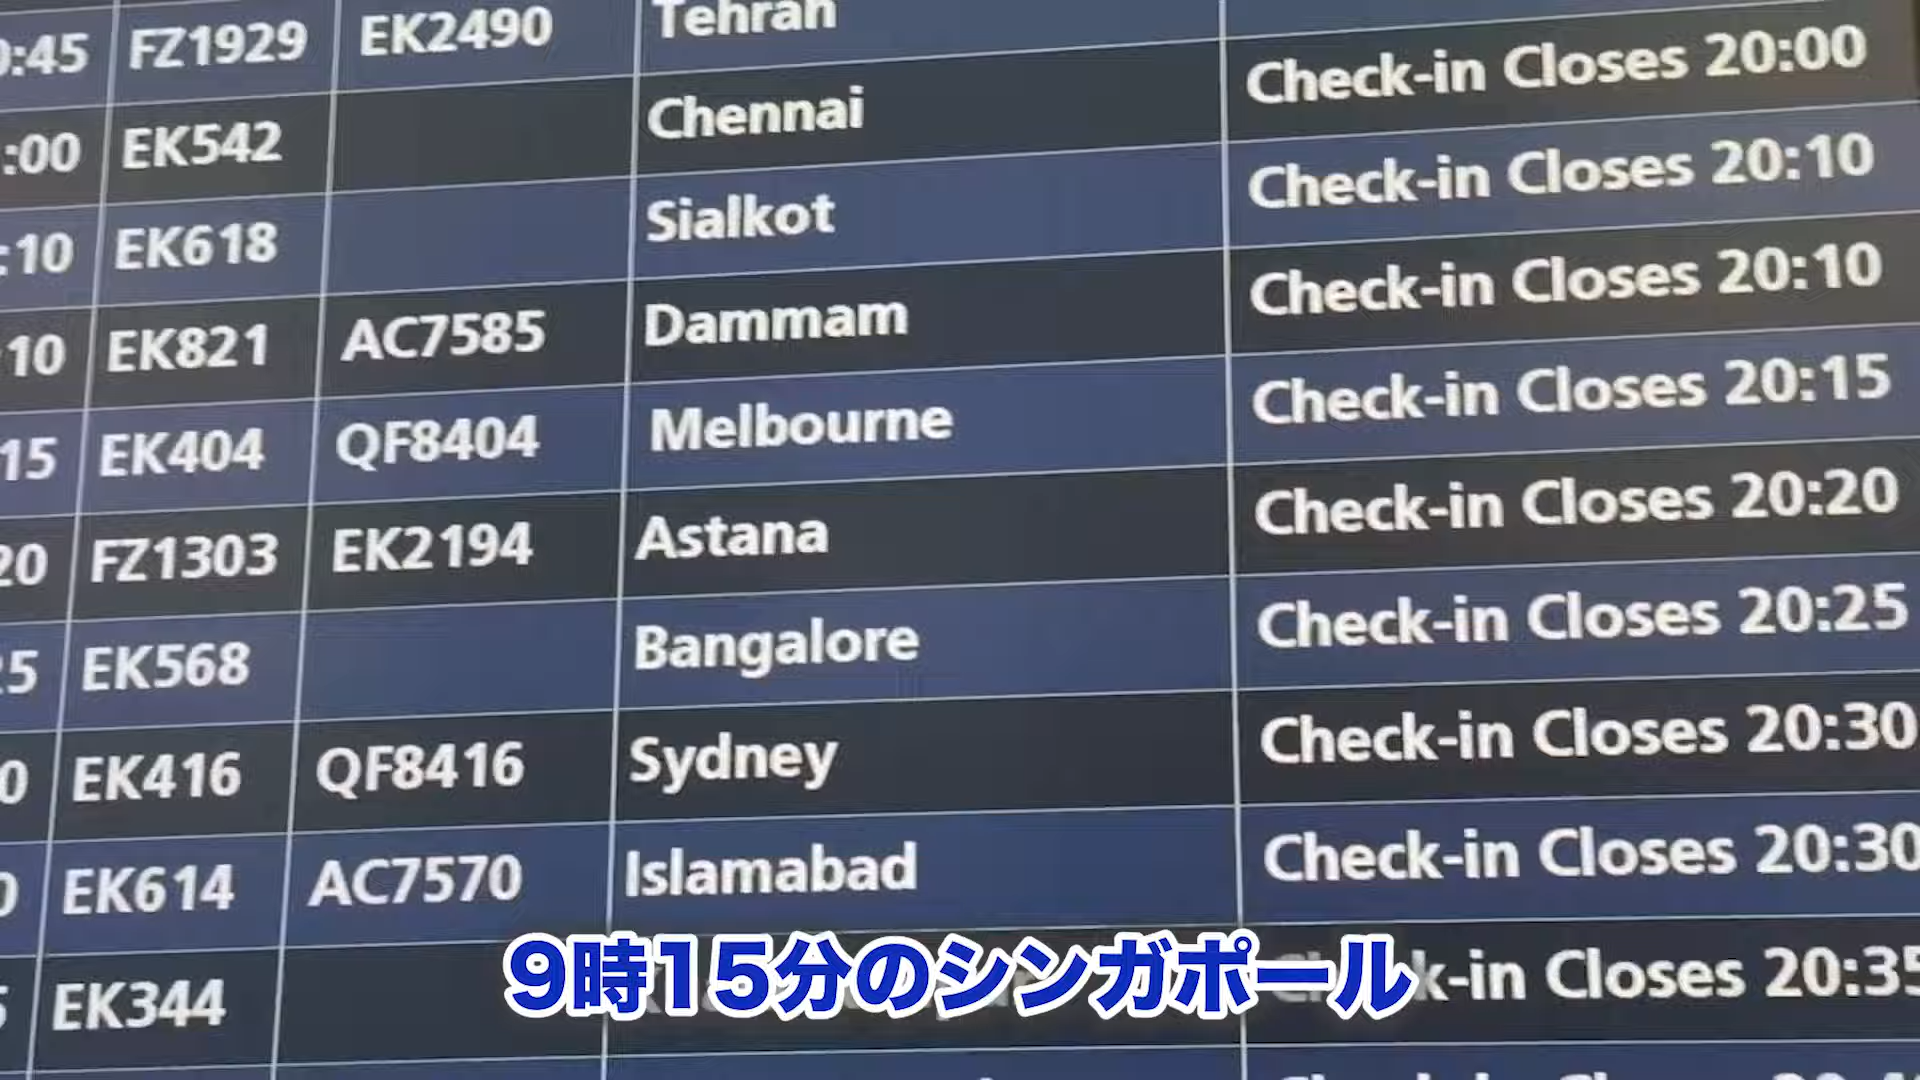 :45 FZ1929 EK2490 Tehran
:00 EK542 Chennai Check-in Closes 20:00
:10 EK618 Sialkot Check-in Closes 20:10
10 EK821 AC7585 Dammam Check-in Closes 20:10
15 EK404 QF8404 Melbourne Check-in Closes 20:15
20 FZ1303 EK2194 Astana Check-in Closes 20:20
5 EK568 Bangalore Check-in Closes 20:25
0 EK416 QF8416 Sydney Check-in Closes 20:30
0 EK614 AC7570 Islamabad Check-in Closes 20:30
EK344 Closes 20:35
9時15分のシンガポール